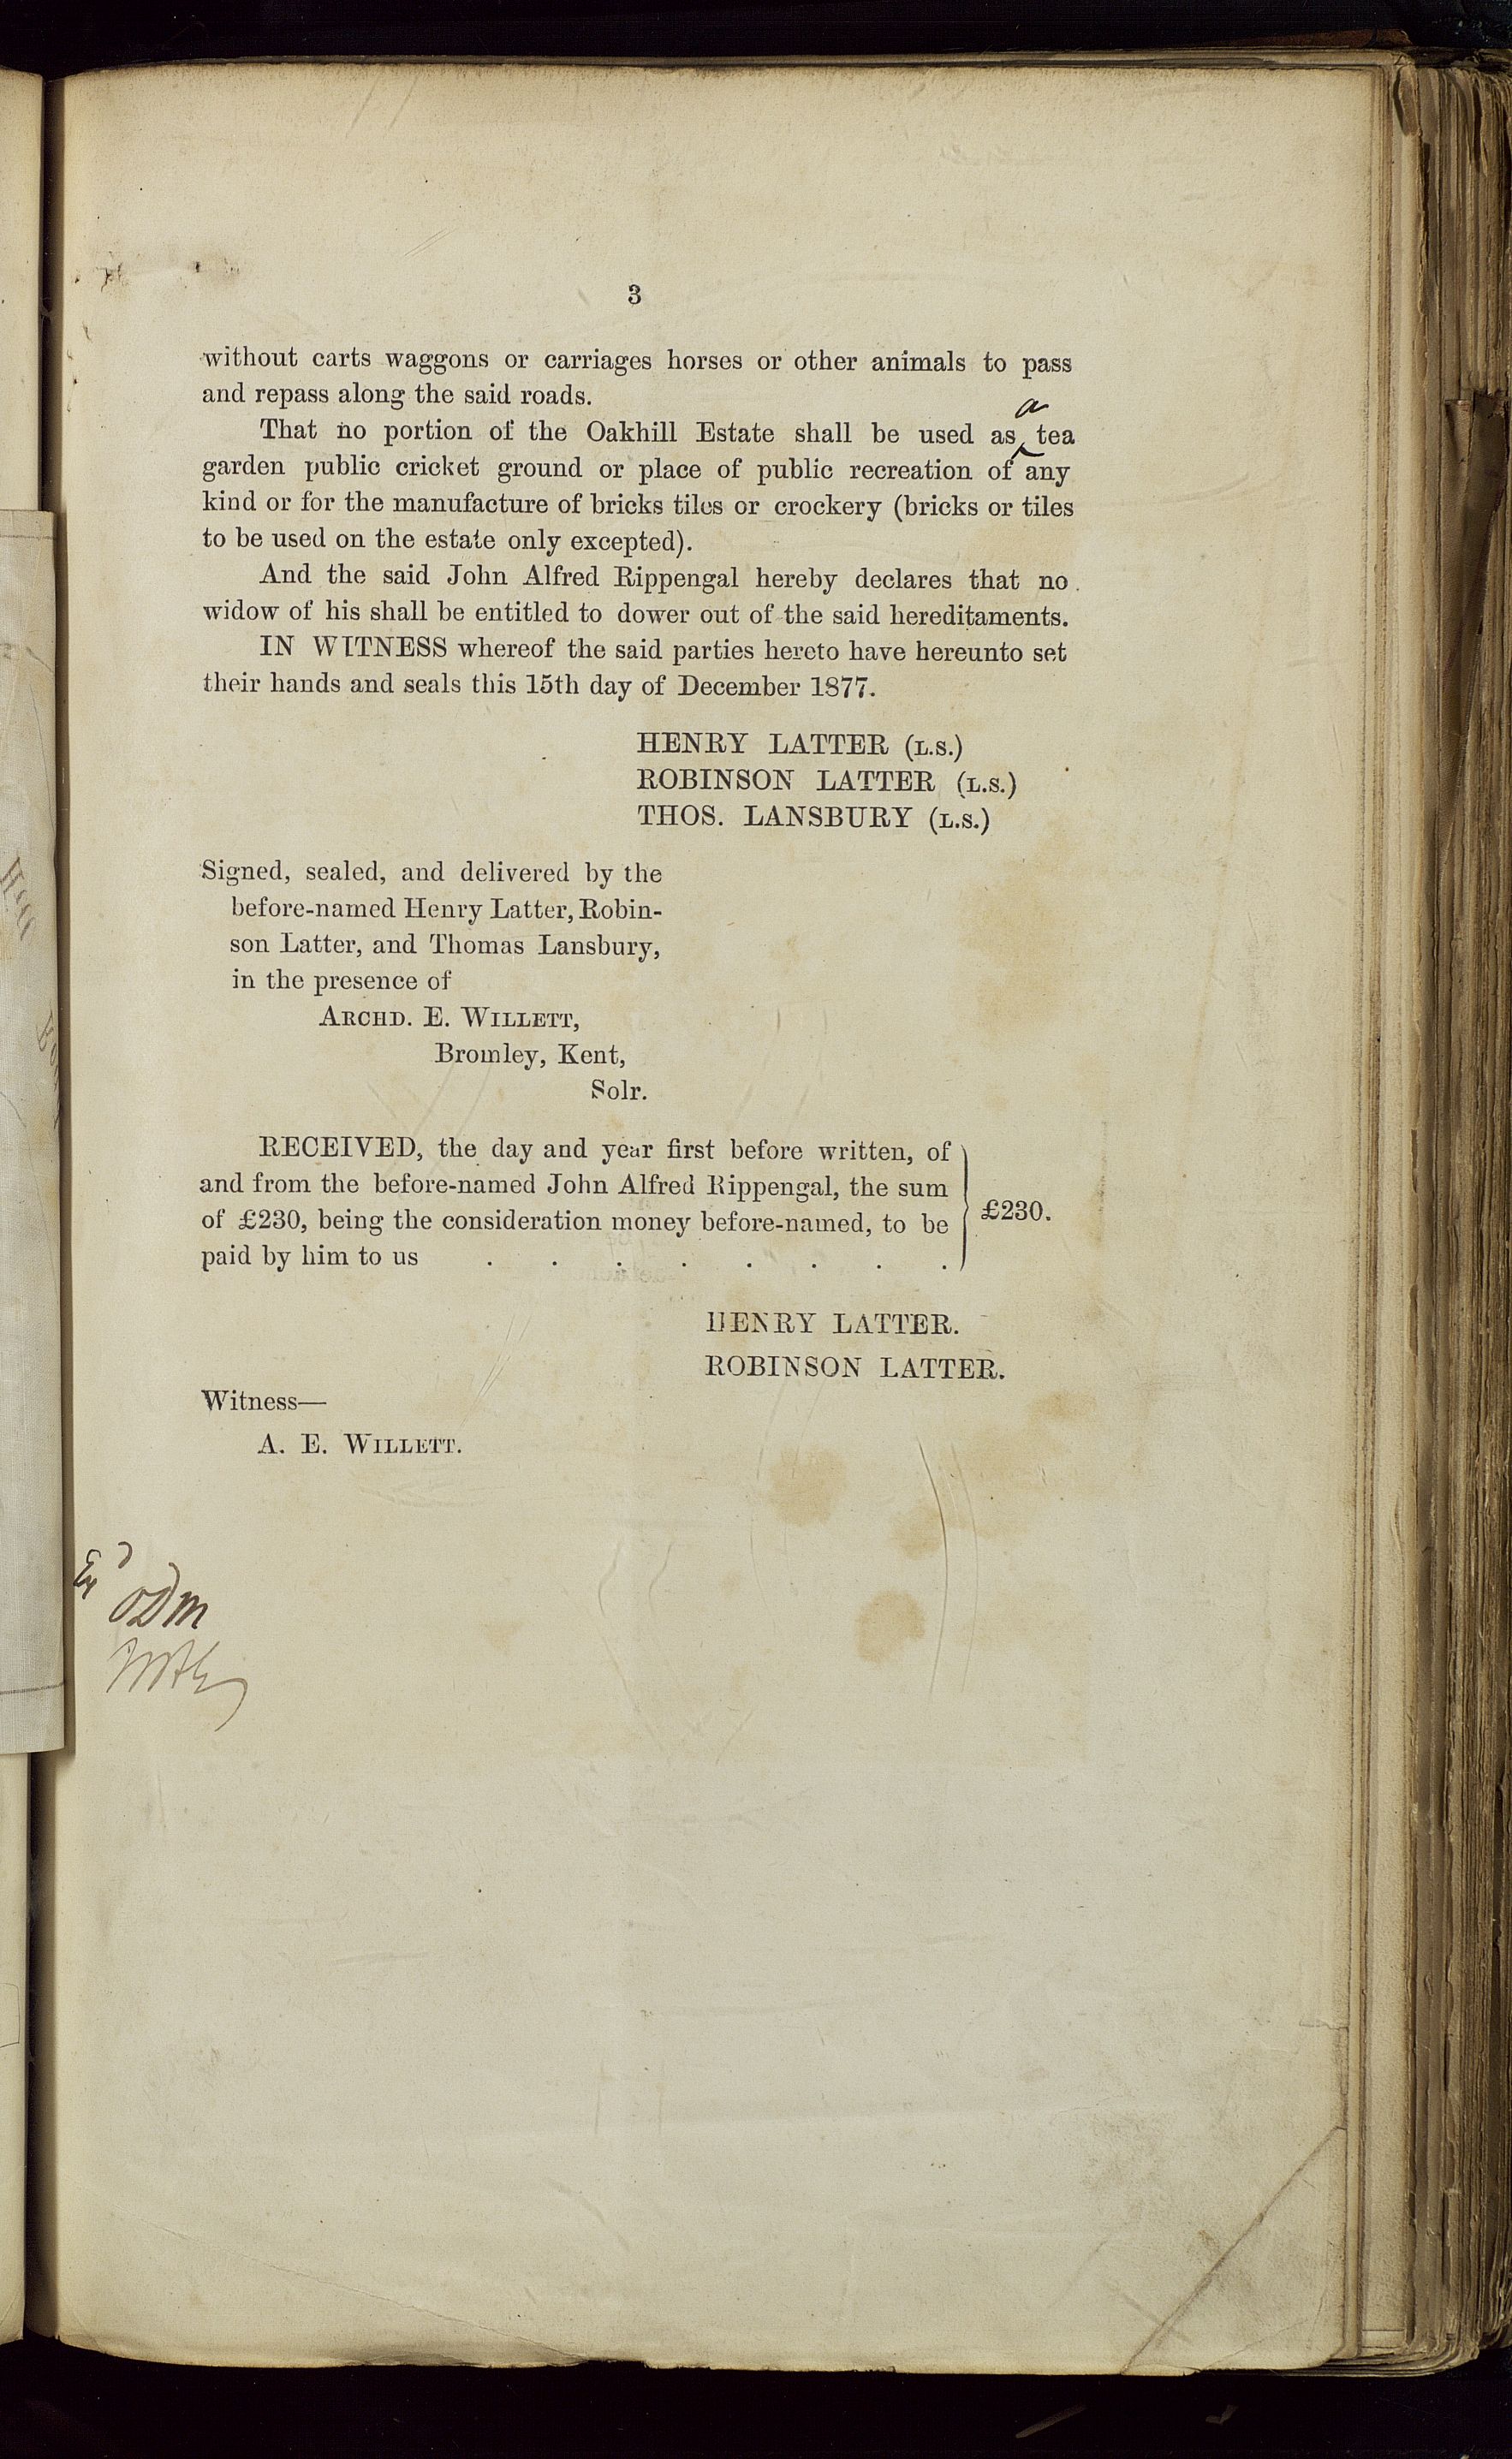 3
without carts waggons or carriages horses or other animals to pass
and repass along the said roads.
That no portion of the Oakhill Estate shall be used as a tea
garden public cricket ground or place of public recreation of any
kind or for the manufacture of bricks tiles or crockery (bricks or tiles
to be used on the estate only excepted).
And the said John Alfred Rippengal hereby declares that no
widow of his shall be entitled to dower out of the said hereditaments.
IN WITNESS whereof the said parties hereto have hereunto set
their hands and seals this 15th day of December 1877.
HENRY LATTER (L.S.)
ROBINSON LATTER (L.S.)
THOS. LANSBURY (L.S.)
Signed, sealed, and delivered by the
before-named Henry Latter, Robin-
son Latter, and Thomas Lansbury,
in the presence of
ARCHD. E. WILLETT,
Bromley, Kent,
Solr.
RECEIVED, the day and year first before written, of
and from the before-named John Alfred Rippengal, the sum
of £230, being the consideration money before-named, to be
paid by him to us . . . . . . . .
£230.
HENRY LATTER.
ROBINSON LATTER.
Witness—
A. E. WILLETT.